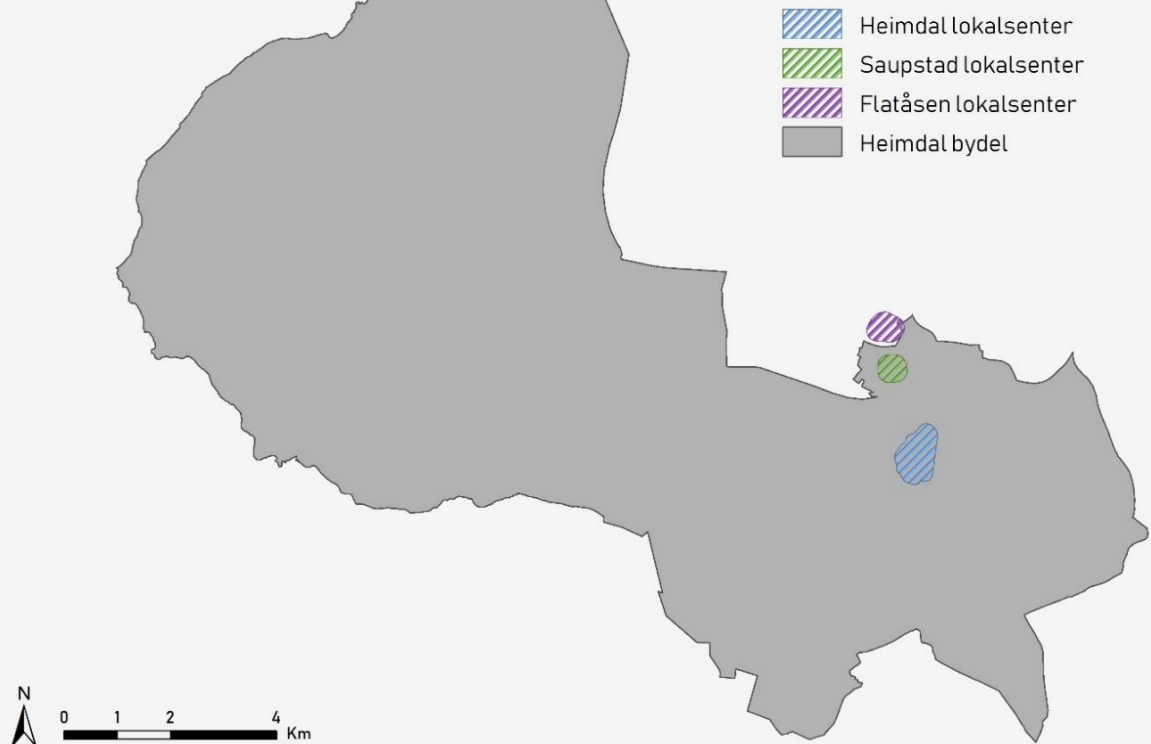 Heimdal lokalsenter
Saupstad lokalsenter
Flatåsen lokalsenter
Heimdal bydel
N
0 1 2 4 Km